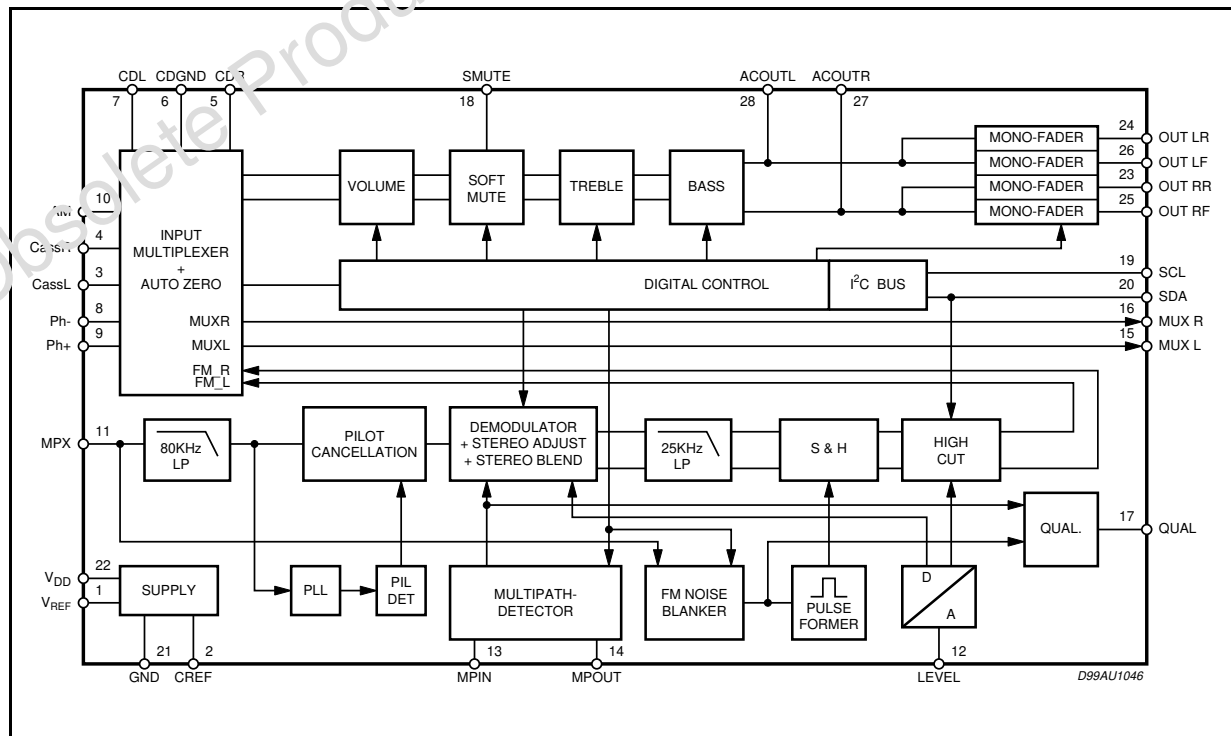 Obsolete Produ
CDL CDGND CDR SMUTE ACOUTL ACOUTR
7 6 5 18 28 27
MONO-FADER 24 OUT LR
MONO-FADER 26 OUT LF
MONO-FADER 23 OUT RR
MONO-FADER 25 OUT RF
VOLUME
SOFT
MUTE
TREBLE
BASS
10 AM
4 CassR
3 CassL
8 Ph-
9 Ph+
INPUT
MULTIPLEXER
+
AUTO ZERO
MUXR
MUXL
FM_R
FM_L
DIGITAL CONTROL
I²C BUS
19 SCL
20 SDA
16 MUX R
15 MUX L
MPX 11
80KHz
LP
PILOT
CANCELLATION
DEMODULATOR
+ STEREO ADJUST
+ STEREO BLEND
25KHz
LP
S & H
HIGH
CUT
QUAL.
17 QUAL
VDD 22
VREF 1
SUPPLY
PLL
PIL
DET
MULTIPATH-
DETECTOR
FM NOISE
BLANKER
PULSE
FORMER
D
A
21 2 13 14 12
GND CREF MPIN MPOUT LEVEL
D99AU1046